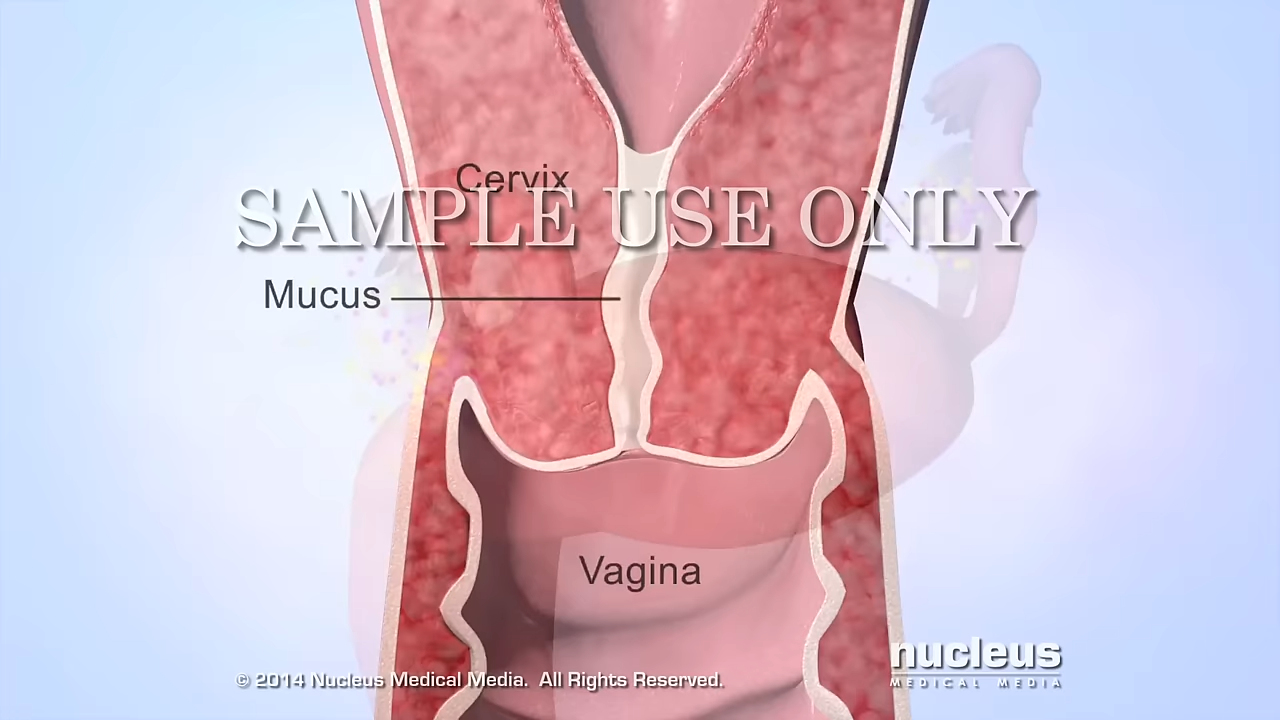 Cervix
SAMPLE USE ONLY
Mucus
Vagina
nucleus
MEDICAL MEDIA
© 2014 Nucleus Medical Media. All Rights Reserved.